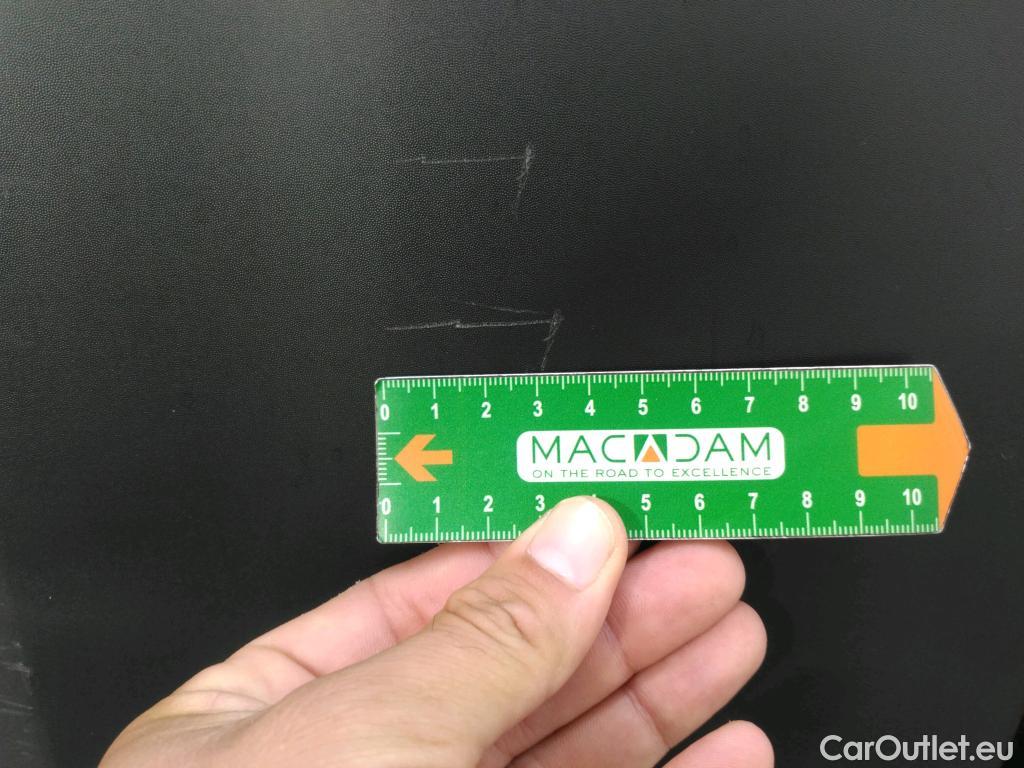 0 1 2 3 4 5 6 7 8 9 10
MACADAM
ON THE ROAD TO EXCELLENCE
0 1 2 3 5 6 7 8 9 10
CarOutlet.eu